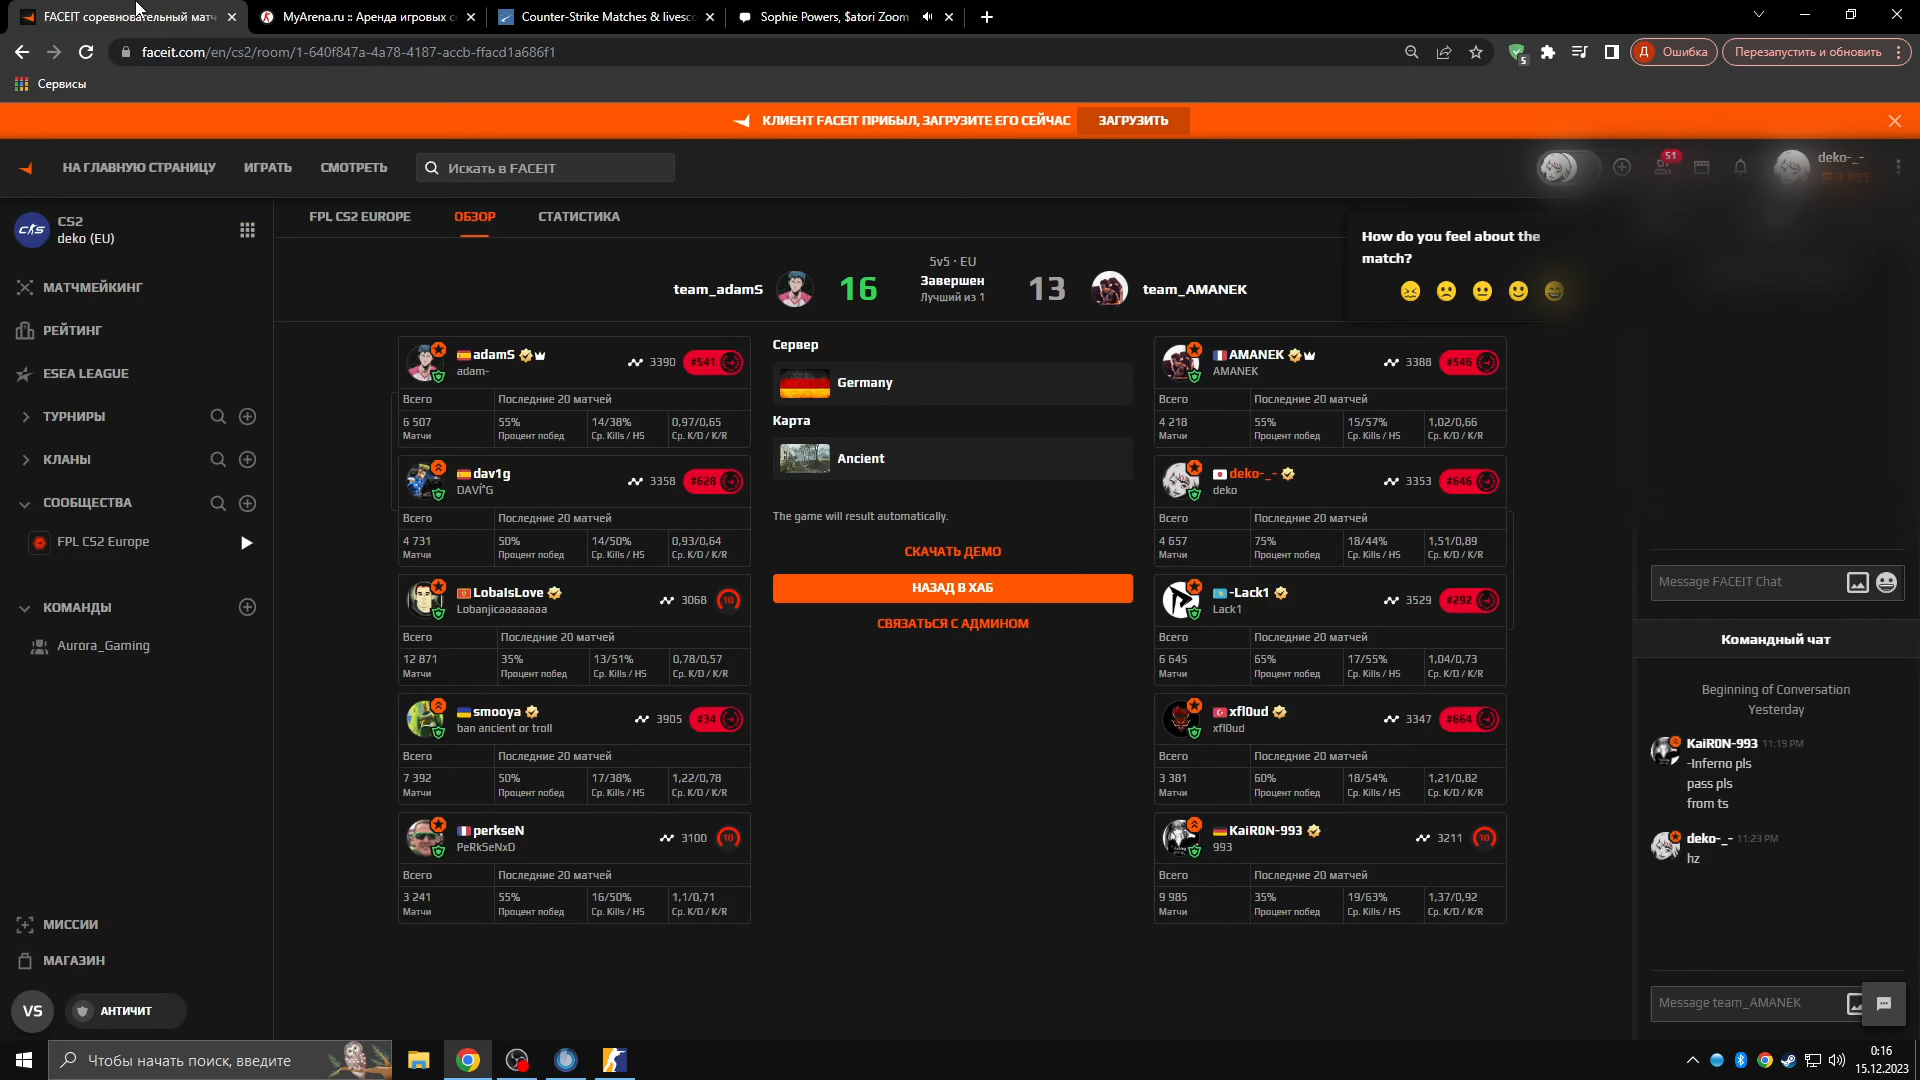 FACEIT соревновательный матч
MyArena.ru :: Аренда игровых с
Counter-Strike Matches & livesco
Sophie Powers, $atori Zoom
faceit.com/en/cs2/room/1-640f847a-4a78-4187-accb-ffacd1a686f1
5
Д Ошибка
Перезапустить и обновить
Сервисы
КЛИЕНТ FACEIT ПРИБЫЛ, ЗАГРУЗИТЕ ЕГО СЕЙЧАС
ЗАГРУЗИТЬ
НА ГЛАВНУЮ СТРАНИЦУ
ИГРАТЬ
СМОТРЕТЬ
Искать в FACEIT
51
deko-_-
CS2
deko (EU)
МАТЧМЕЙКИНГ
РЕЙТИНГ
ESEA LEAGUE
ТУРНИРЫ
КЛАНЫ
СООБЩЕСТВА
FPL CS2 Europe
КОМАНДЫ
Aurora_Gaming
МИССИИ
МАГАЗИН
VS
АНТИЧИТ
FPL CS2 EUROPE
ОБЗОР
СТАТИСТИКА
team_adamS
16
5v5 · EU
Завершен
Лучший из 1
13
team_AMANEK
How do you feel about the
match?
adamS
adam-
3390
#541
Всего
Последние 20 матчей
6 507
55%
14/38%
0,97/0,65
Матчи
Процент побед
Ср. Kills / HS
Ср. K/D / K/R
dav1g
DAVÎ^G
3358
#628
Всего
Последние 20 матчей
4 731
50%
14/50%
0,93/0,64
Матчи
Процент побед
Ср. Kills / HS
Ср. K/D / K/R
LobaIsLove
Lobanjicaaaaaaaa
3068
10
Всего
Последние 20 матчей
12 871
35%
13/51%
0,78/0,57
Матчи
Процент побед
Ср. Kills / HS
Ср. K/D / K/R
smooya
ban ancient or troll
3905
#34
Всего
Последние 20 матчей
7 392
50%
17/38%
1,22/0,78
Матчи
Процент побед
Ср. Kills / HS
Ср. K/D / K/R
perkseN
PeRkSeNxD
3100
10
Всего
Последние 20 матчей
3 241
55%
16/50%
1,1/0,71
Матчи
Процент побед
Ср. Kills / HS
Ср. K/D / K/R
Сервер
Germany
Карта
Ancient
The game will result automatically.
СКАЧАТЬ ДЕМО
НАЗАД В ХАБ
СВЯЗАТЬСЯ С АДМИНОМ
AMANEK
AMANEK
3388
#546
Всего
Последние 20 матчей
4 218
55%
15/57%
1,02/0,66
Матчи
Процент побед
Ср. Kills / HS
Ср. K/D / K/R
deko-_-
deko
3353
#646
Всего
Последние 20 матчей
4 657
75%
18/44%
1,51/0,89
Матчи
Процент побед
Ср. Kills / HS
Ср. K/D / K/R
-Lack1
Lack1
3529
#292
Всего
Последние 20 матчей
6 645
65%
17/55%
1,04/0,73
Матчи
Процент побед
Ср. Kills / HS
Ср. K/D / K/R
xfl0ud
xfl0ud
3347
#664
Всего
Последние 20 матчей
3 381
60%
18/54%
1,21/0,82
Матчи
Процент побед
Ср. Kills / HS
Ср. K/D / K/R
KaiR0N-993
993
3211
10
Всего
Последние 20 матчей
9 985
35%
19/63%
1,37/0,92
Матчи
Процент побед
Ср. Kills / HS
Ср. K/D / K/R
Message FACEIT Chat
Командный чат
Beginning of Conversation
Yesterday
KaiR0N-993 11:19 PM
-Inferno pls
pass pls
from ts
deko-_- 11:23 PM
hz
Message team_AMANEK
Чтобы начать поиск, введите
0:16
15.12.2023